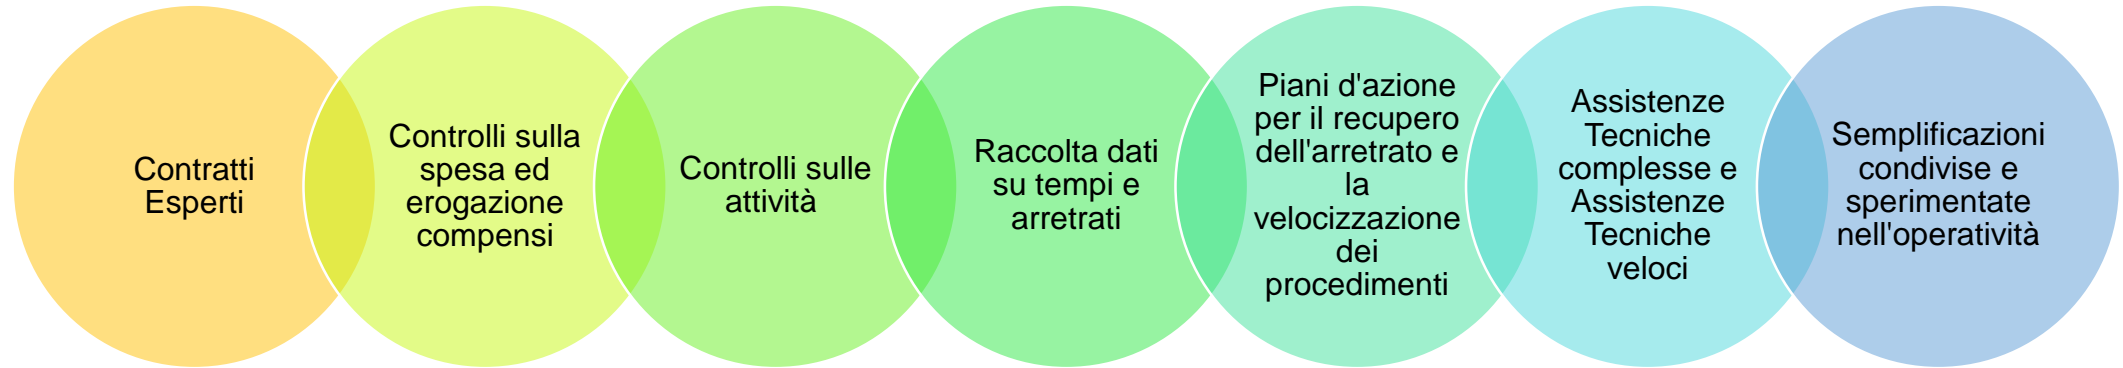 Contratti
Esperti
Controlli sulla
spesa ed
erogazione
compensi
Controlli sulle
attività
Raccolta dati
su tempi e
arretrati
Piani d'azione
per il recupero
dell'arretrato e
la
velocizzazione
dei
procedimenti
Assistenze
Tecniche
complesse e
Assistenze
Tecniche
veloci
Semplificazioni
condivise e
sperimentate
nell'operatività